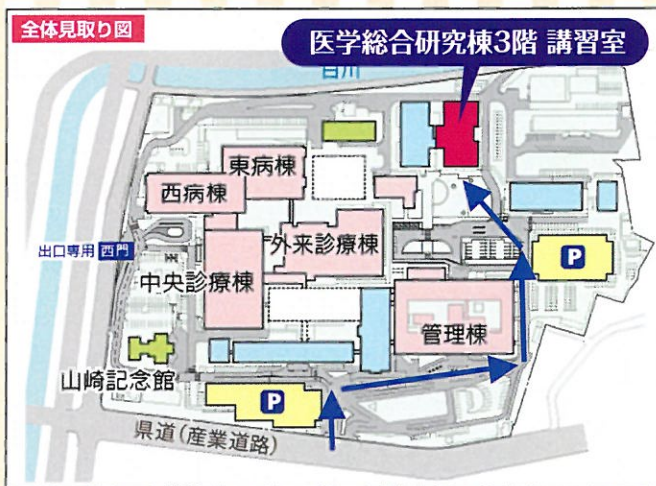 全体見取り図
医学総合研究棟3階 講習室
白川
東病棟
西病棟
外来診療棟
出口専用 西門
中央診療棟
P
管理棟
山崎記念館
P
県道(産業道路)